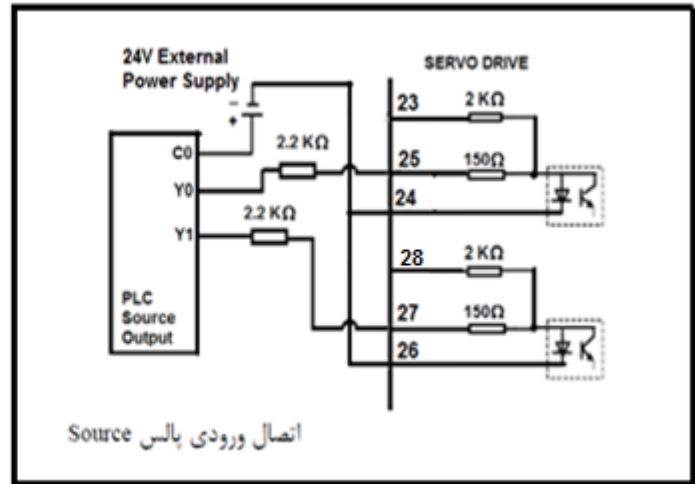 24V External
Power Supply
SERVO DRIVE
−
+
23
2 KΩ
2.2 KΩ
C0
25
150Ω
Y0
24
2.2 KΩ
Y1
28
2 KΩ
PLC
Source
Output
27
150Ω
26
اتصال ورودی پالس Source